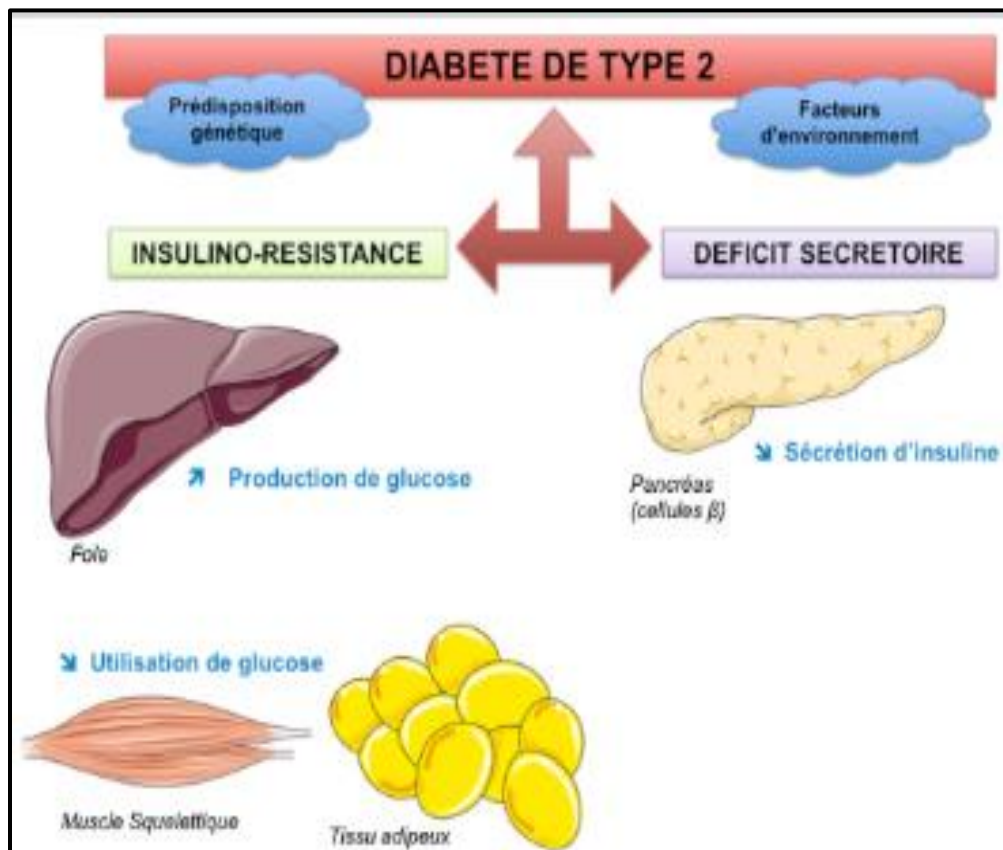 DIABETE DE TYPE 2
Prédisposition
génétique
Facteurs
d'environnement
INSULINO-RESISTANCE
DEFICIT SECRETOIRE
↗ Production de glucose
Foie
↘ Sécrétion d'insuline
Pancréas
(cellules β)
↘ Utilisation de glucose
Muscle Squelettique
Tissu adipeux